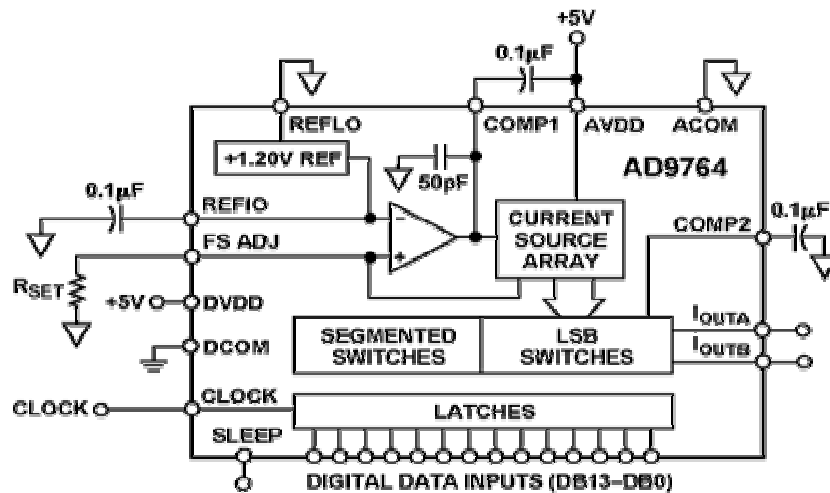 +5V
0.1µF
REFLO
COMP1
AVDD
ACOM
+1.20V REF
50pF
AD9764
0.1µF
REFIO
CURRENT
SOURCE
ARRAY
COMP2
0.1µF
FS ADJ
RSET
+5V
DVDD
DCOM
SEGMENTED
SWITCHES
LSB
SWITCHES
IOUTA
IOUTB
CLOCK
CLOCK
LATCHES
SLEEP
DIGITAL DATA INPUTS (DB13–DB0)